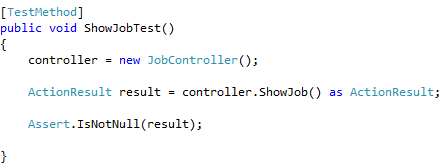 [TestMethod]
public void ShowJobTest()
{
controller = new JobController();
ActionResult result = controller.ShowJob() as ActionResult;
Assert.IsNotNull(result);
}